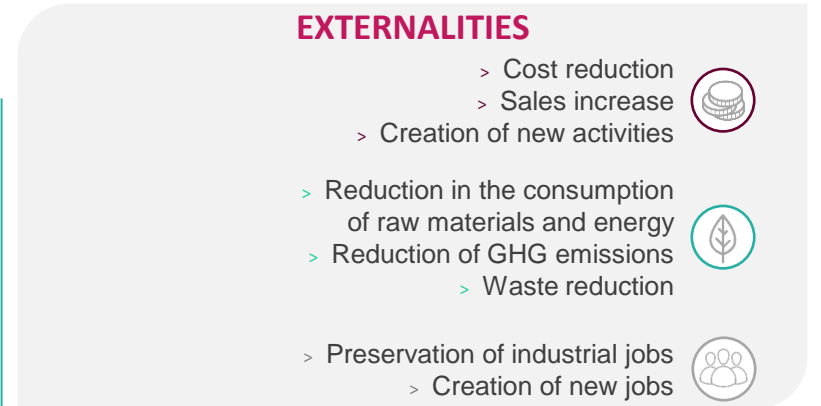 EXTERNALITIES
> Cost reduction
> Sales increase
> Creation of new activities
> Reduction in the consumption
of raw materials and energy
> Reduction of GHG emissions
> Waste reduction
> Preservation of industrial jobs
> Creation of new jobs